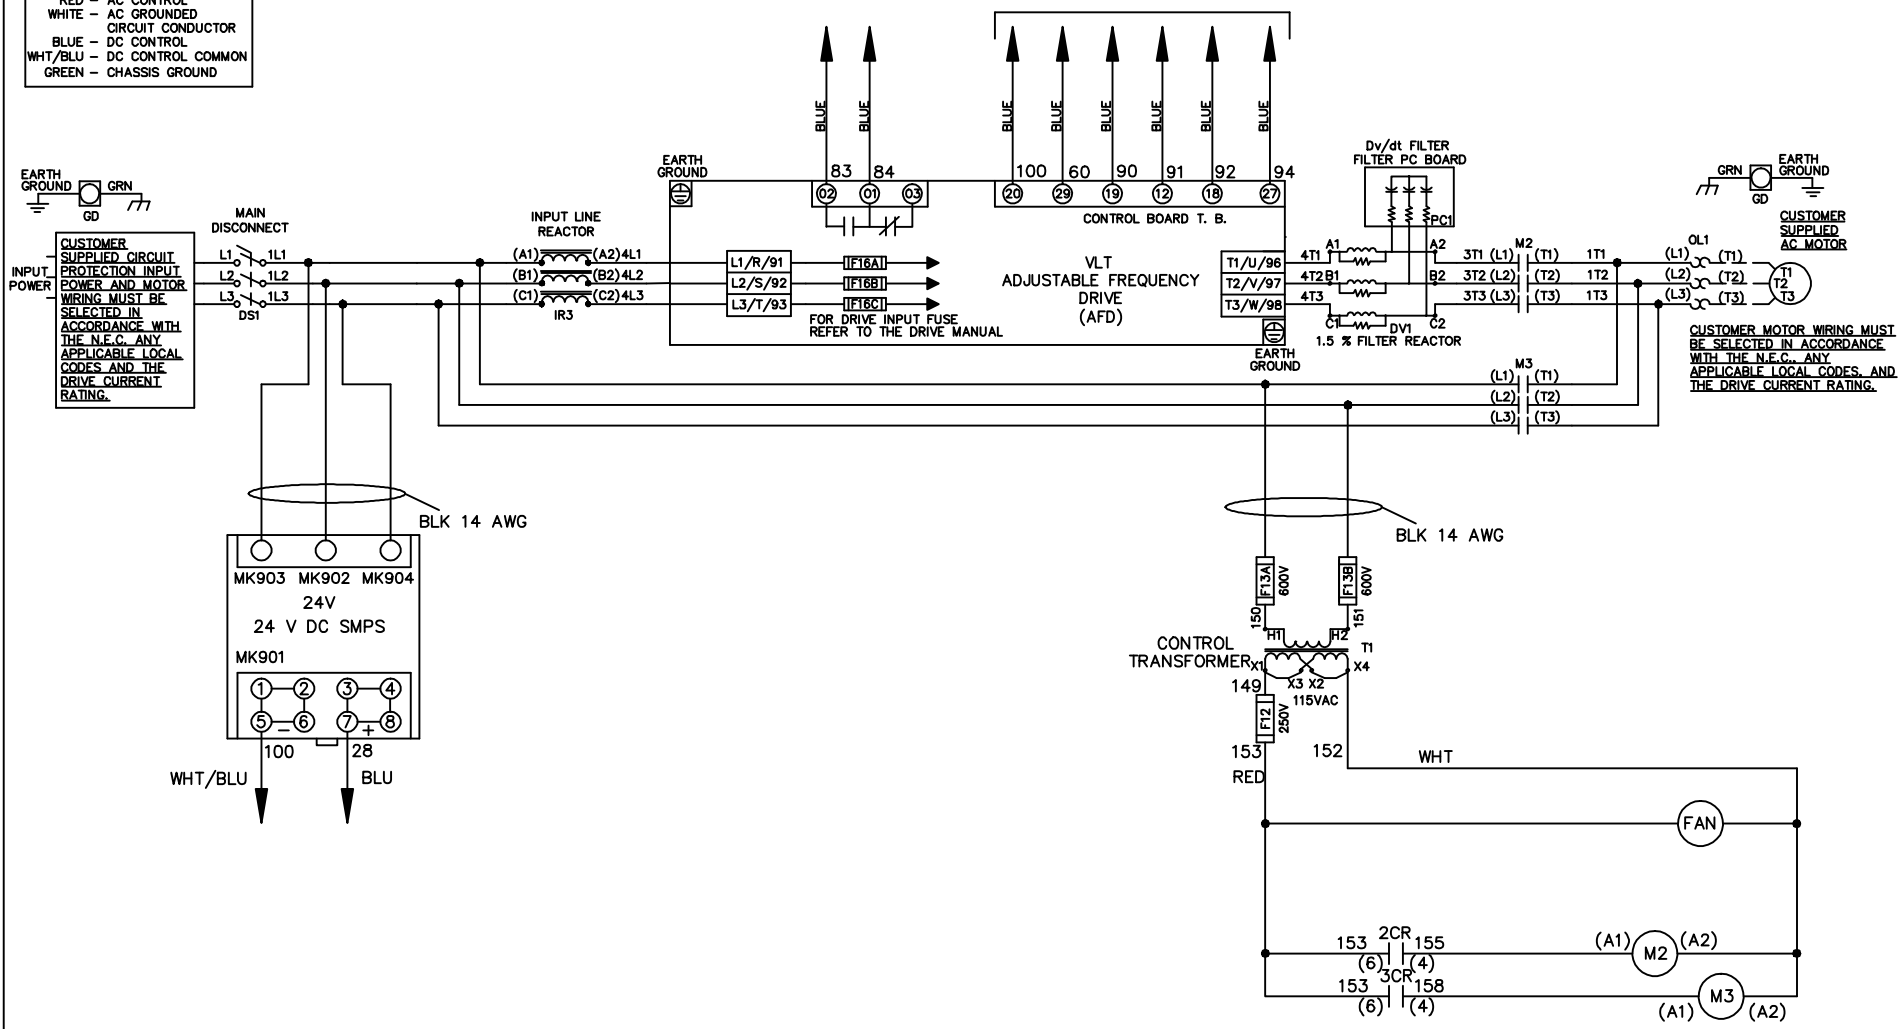 RED – AC CONTROL
WHITE – AC GROUNDED
CIRCUIT CONDUCTOR
BLUE – DC CONTROL
WHT/BLU – DC CONTROL COMMON
GREEN – CHASSIS GROUND
BLUE
BLUE
BLUE
BLUE
BLUE
BLUE
BLUE
BLUE
EARTH
GROUND
GRN
GD
MAIN
DISCONNECT
INPUT LINE
REACTOR
EARTH
GROUND
83
84
02
01
03
100
60
90
91
92
94
20
29
19
12
18
27
CONTROL BOARD T. B.
Dv/dt FILTER
FILTER PC BOARD
PC1
GRN
GD
EARTH
GROUND
CUSTOMER
SUPPLIED
AC MOTOR
INPUT
POWER
CUSTOMER
SUPPLIED CIRCUIT
PROTECTION INPUT
POWER AND MOTOR
WIRING MUST BE
SELECTED IN
ACCORDANCE WITH
THE N.E.C. ANY
APPLICABLE LOCAL
CODES AND THE
DRIVE CURRENT
RATING.
L1
1L1
L2
1L2
L3
1L3
DS1
(A1)
(A2)
4L1
(B1)
(B2)
4L2
(C1)
(C2)
4L3
IR3
L1/R/91
L2/S/92
L3/T/93
F16A
F16B
F16C
FOR DRIVE INPUT FUSE
REFER TO THE DRIVE MANUAL
VLT
ADJUSTABLE FREQUENCY
DRIVE
(AFD)
T1/U/96
T2/V/97
T3/W/98
EARTH
GROUND
4T1
A1
A2
4T2
B1
B2
4T3
C1
C2
DV1
1.5 % FILTER REACTOR
M2
3T1 (L1) (T1) 1T1
3T2 (L2) (T2) 1T2
3T3 (L3) (T3) 1T3
OL1
(L1) (T1)
(L2) (T2)
(L3) (T3)
T1
T2
T3
CUSTOMER MOTOR WIRING MUST
BE SELECTED IN ACCORDANCE
WITH THE N.E.C., ANY
APPLICABLE LOCAL CODES, AND
THE DRIVE CURRENT RATING.
M3
(L1) (T1)
(L2) (T2)
(L3) (T3)
BLK 14 AWG
BLK 14 AWG
MK903 MK902 MK904
24V
24 V DC SMPS
MK901
1
2
3
4
5
6
7
8
–
+
100
28
WHT/BLU
BLU
F13A
600V
F13B
600V
150
151
H1
H2
T1
CONTROL
TRANSFORMER
X1
X3 X2
X4
115VAC
149
F12
250V
153
152
RED
WHT
FAN
2CR
153
155
(6)
(4)
(A1)
M2
(A2)
3CR
153
158
(6)
(4)
(A1)
M3
(A2)